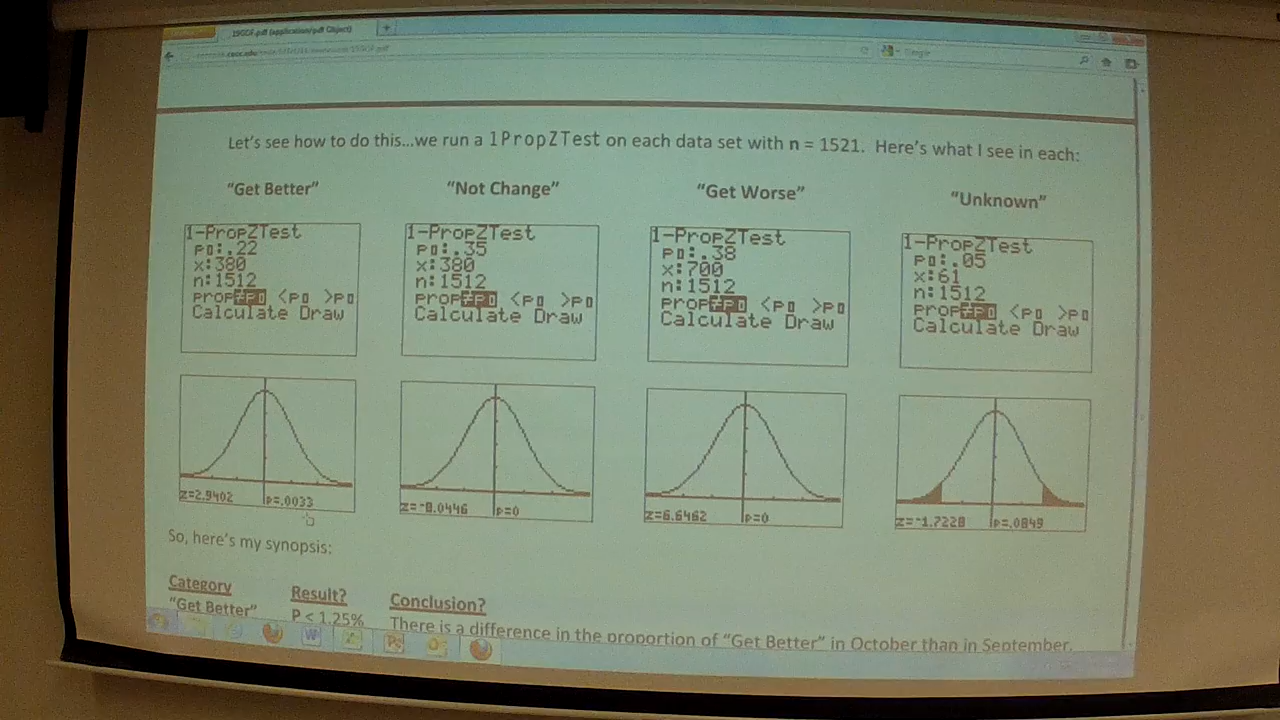 19GOF.pdf (application/pdf Object)
Let's see how to do this...we run a 1PropZTest on each data set with n = 1521. Here's what I see in each:
"Get Better" "Not Change" "Get Worse" "Unknown"
1-PropZTest
p0:.22
x:380
n:1512
prop≠p0 <p0 >p0
Calculate Draw
1-PropZTest
p0:.35
x:380
n:1512
prop≠p0 <p0 >p0
Calculate Draw
1-PropZTest
p0:.38
x:700
n:1512
prop≠p0 <p0 >p0
Calculate Draw
1-PropZTest
p0:.05
x:61
n:1512
prop≠p0 <p0 >p0
Calculate Draw
z=2.9402 p=.0033
z=-8.0446 p=0
z=6.6462 p=0
z=-1.7228 p=.0849
So, here's my synopsis:
Category Result? Conclusion?
"Get Better" P < 1.25% There is a difference in the proportion of "Get Better" in October than in September.